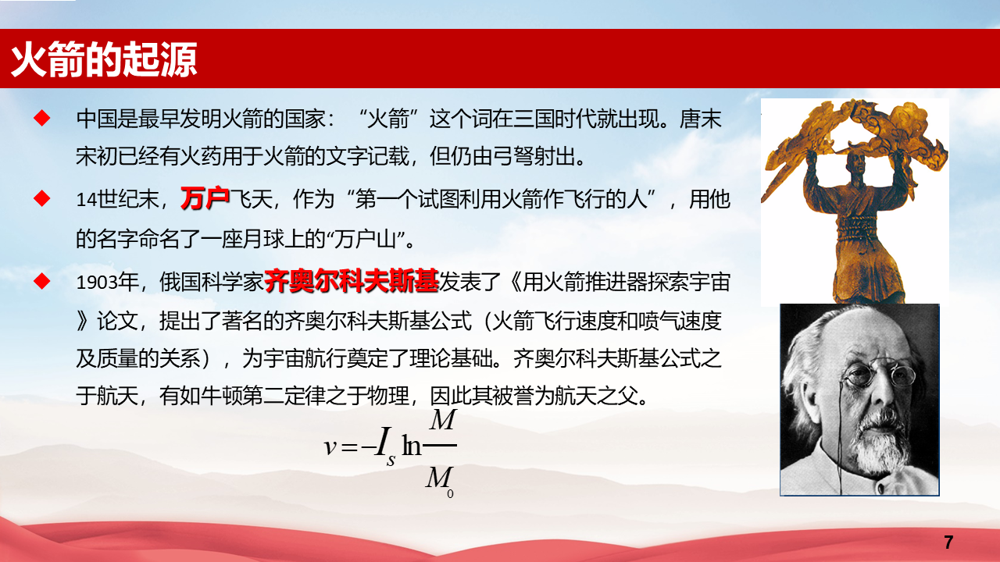 火箭的起源
◆ 中国是最早发明火箭的国家：“火箭”这个词在三国时代就出现。唐末
宋初已经有火药用于火箭的文字记载，但仍由弓弩射出。
◆ 14世纪末，万户飞天，作为“第一个试图利用火箭作飞行的人”，用他
的名字命名了一座月球上的“万户山”。
◆ 1903年，俄国科学家齐奥尔科夫斯基发表了《用火箭推进器探索宇宙
》论文，提出了著名的齐奥尔科夫斯基公式（火箭飞行速度和喷气速度
及质量的关系），为宇宙航行奠定了理论基础。齐奥尔科夫斯基公式之
于航天，有如牛顿第二定律之于物理，因此其被誉为航天之父。
v = −I_s ln M/M_0
7